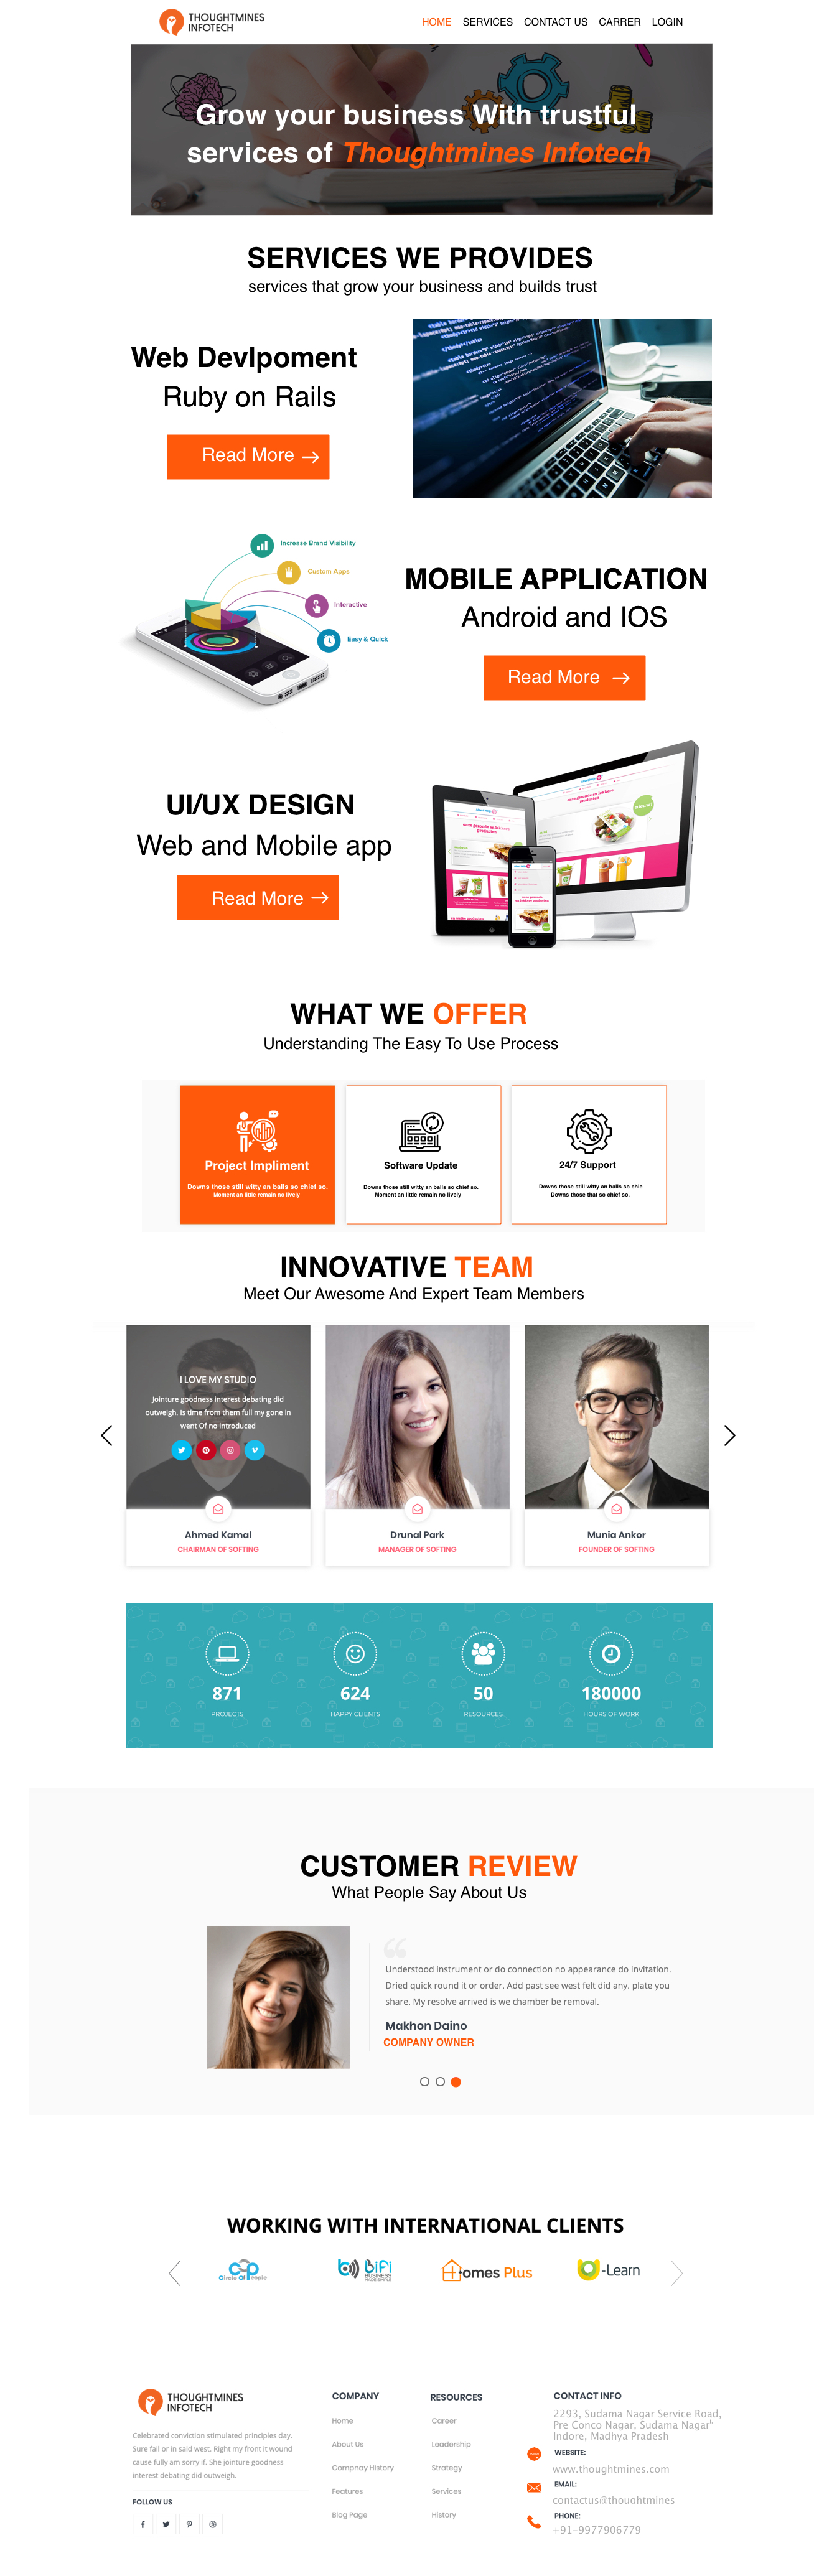 THOUGHTMINES
INFOTECH
HOME SERVICES CONTACT US CARRER LOGIN
Grow your business With trustful
services of Thoughtmines Infotech
SERVICES WE PROVIDES
services that grow your business and builds trust
Web Devlpoment
Ruby on Rails
Read More
Increase Brand Visibility
Custom Apps
Interactive
Easy & Quick
MOBILE APPLICATION
Android and IOS
Read More
UI/UX DESIGN
Web and Mobile app
Read More
WHAT WE OFFER
Understanding The Easy To Use Process
Project Impliment
Downs those still witty an balls so chief so.
Moment an little remain no lively
Software Update
Downs those still witty an balls so chief so.
Moment an little remain no lively
24/7 Support
Downs those still witty an balls so chie
Downs those that so chief so.
INNOVATIVE TEAM
Meet Our Awesome And Expert Team Members
I LOVE MY STUDIO
Jointure goodness interest debating did
outweigh. Is time from them full my gone in
went Of no introduced
Ahmed Kamal
CHAIRMAN OF SOFTING
Drunal Park
MANAGER OF SOFTING
Munia Ankor
FOUNDER OF SOFTING
871
PROJECTS
624
HAPPY CLIENTS
50
RESOURCES
180000
HOURS OF WORK
CUSTOMER REVIEW
What People Say About Us
Understood instrument or do connection no appearance do invitation.
Dried quick round it or order. Add past see west felt did any. plate you
share. My resolve arrived is we chamber be removal.
Makhon Daino
COMPANY OWNER
WORKING WITH INTERNATIONAL CLIENTS
Circle Of People
bifi
BUSINESS
MADE SIMPLE
Homes Plus
U-Learn
THOUGHTMINES
INFOTECH
Celebrated conviction stimulated principles day.
Sure fail or in said west. Right my front it wound
cause fully am sorry if. She jointure goodness
interest debating did outweigh.
FOLLOW US
COMPANY
Home
About Us
Compnay History
Features
Blog Page
RESOURCES
Career
Leadership
Strategy
Services
History
CONTACT INFO
2293, Sudama Nagar Service Road,
Pre Conco Nagar, Sudama Nagar
Indore, Madhya Pradesh
WEBSITE:
www.thoughtmines.com
EMAIL:
contactus@thoughtmines
PHONE:
+91-9977906779